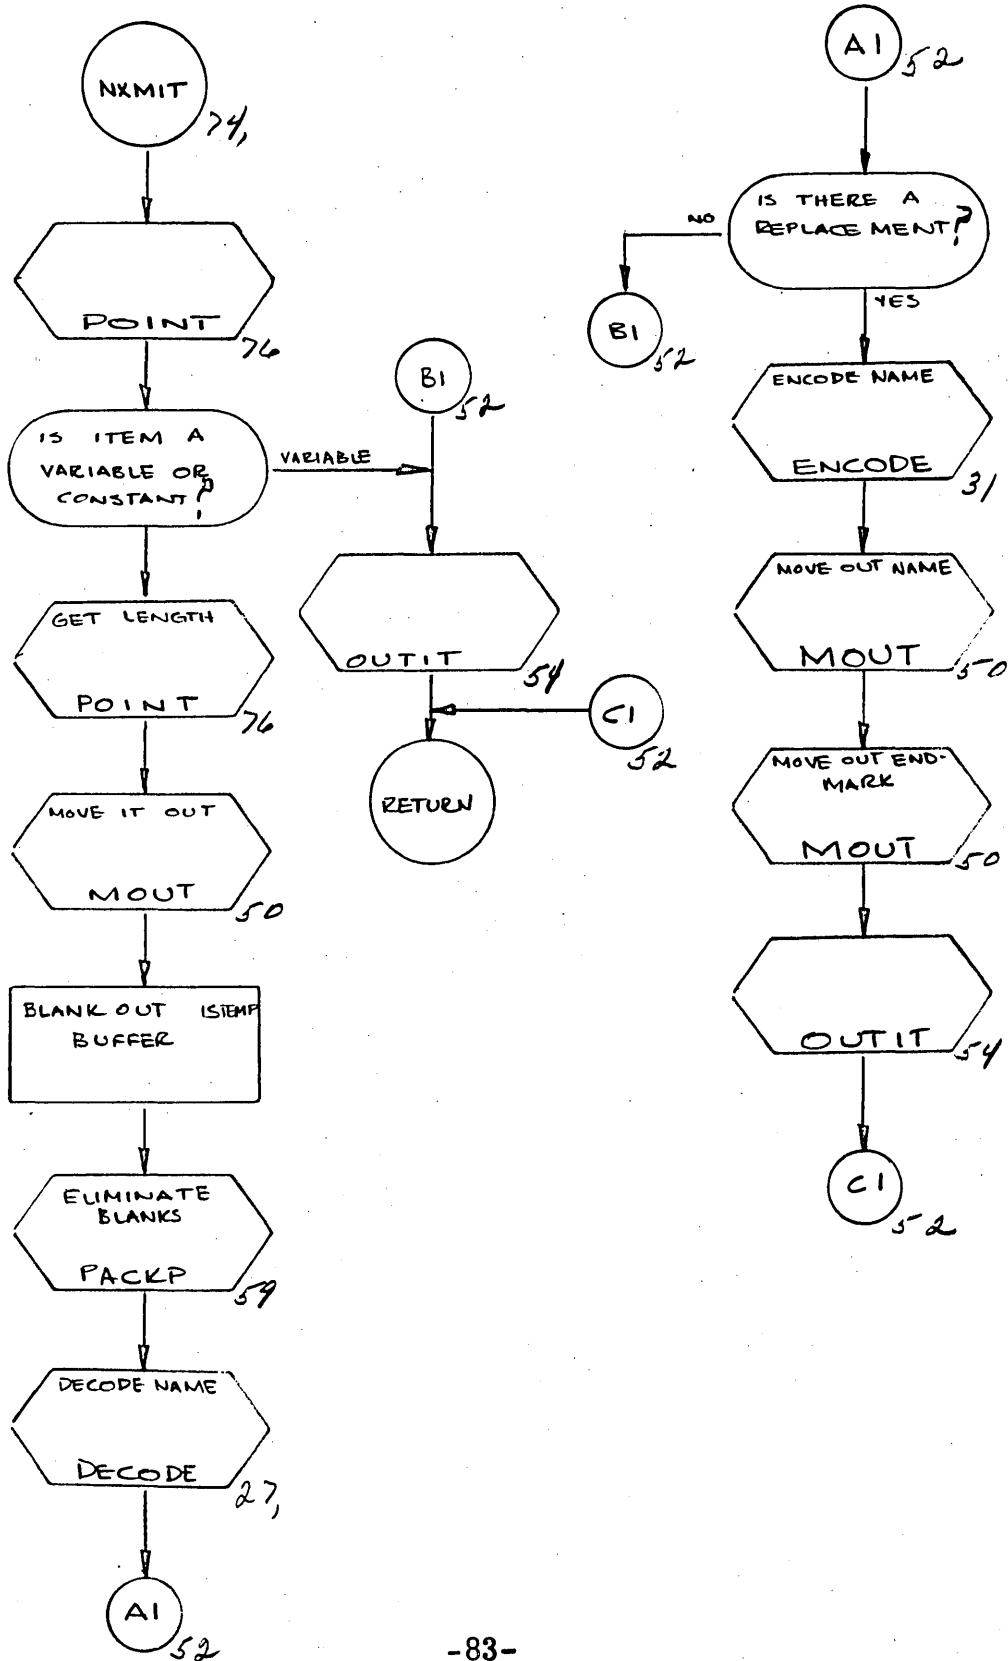 NXMIT
74,
POINT
76
IS ITEM A
VARIABLE OR
CONSTANT?
VARIABLE
GET LENGTH
POINT
76
MOVE IT OUT
MOUT
50
BLANK OUT ISTEMP
BUFFER
ELIMINATE
BLANKS
PACKP
59
DECODE NAME
DECODE
27,
A1
52
B1
52
OUTIT
54
C1
52
RETURN
A1
52
IS THERE A
REPLACEMENT?
NO
B1
52
YES
ENCODE NAME
ENCODE
31
MOVE OUT NAME
MOUT
50
MOVE OUT END-
MARK
MOUT
50
OUTIT
54
C1
52
-83-